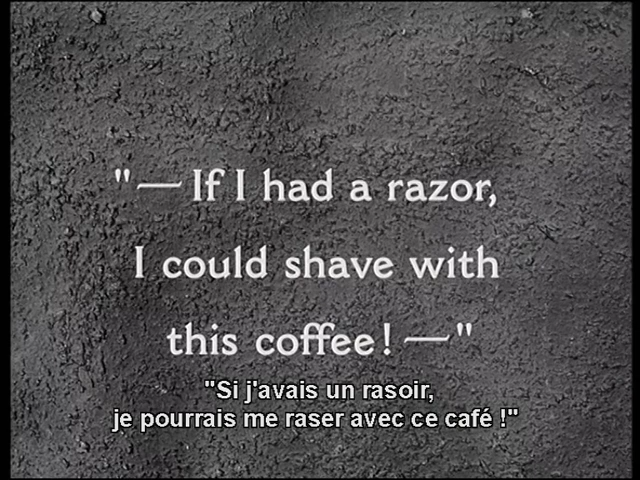 "— If I had a razor,
I could shave with
this coffee! —"
"Si j'avais un rasoir,
je pourrais me raser avec ce café !"